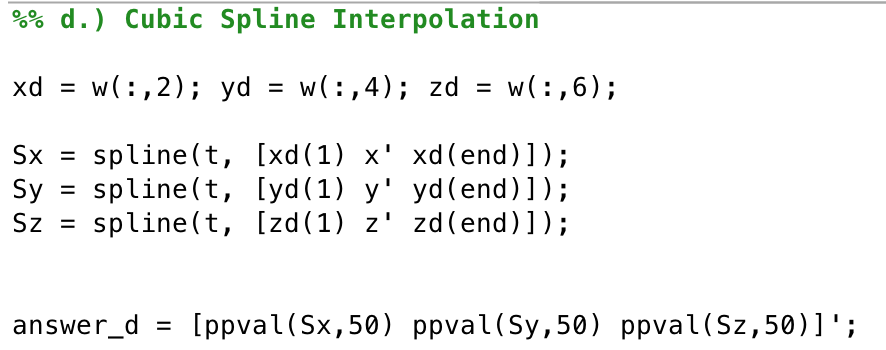 %% d.) Cubic Spline Interpolation
xd = w(:,2); yd = w(:,4); zd = w(:,6);
Sx = spline(t, [xd(1) x' xd(end)]);
Sy = spline(t, [yd(1) y' yd(end)]);
Sz = spline(t, [zd(1) z' zd(end)]);
answer_d = [ppval(Sx,50) ppval(Sy,50) ppval(Sz,50)]';